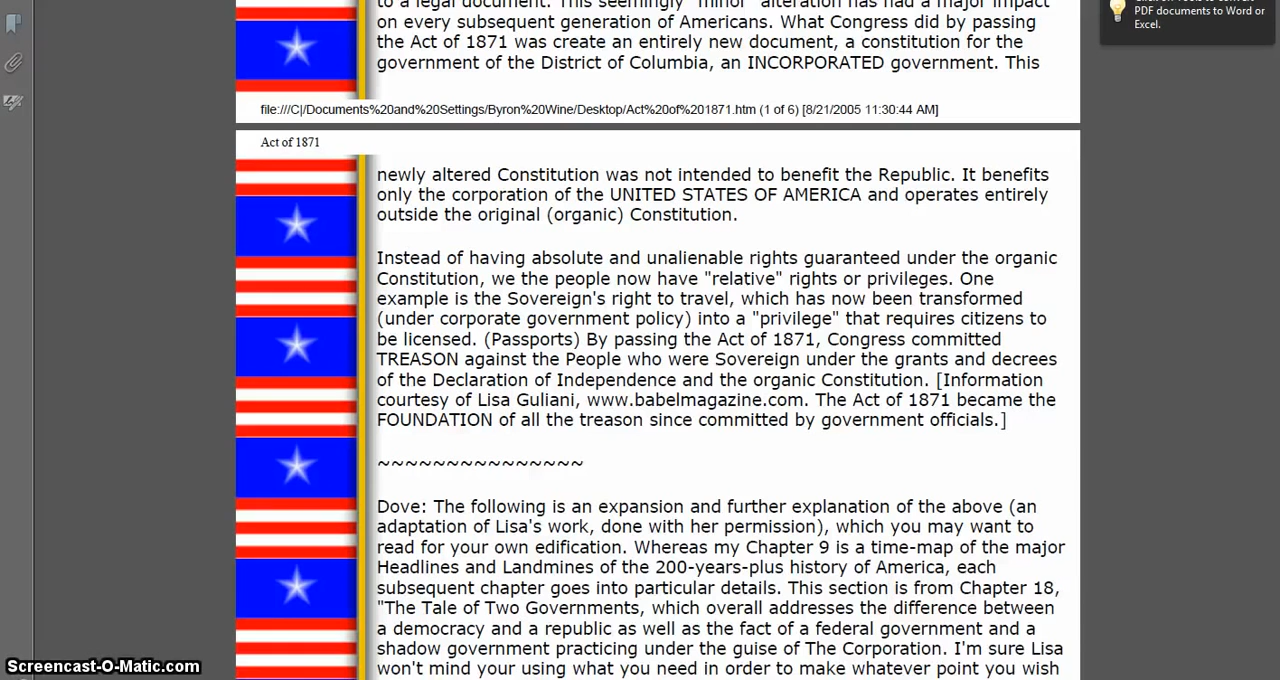 to a legal document. This seemingly "minor" alteration has had a major impact
on every subsequent generation of Americans. What Congress did by passing
the Act of 1871 was create an entirely new document, a constitution for the
government of the District of Columbia, an INCORPORATED government. This
PDF documents to Word or
Excel.
file:///C|/Documents%20and%20Settings/Byron%20Wine/Desktop/Act%20of%201871.htm (1 of 6) [8/21/2005 11:30:44 AM]
Act of 1871
newly altered Constitution was not intended to benefit the Republic. It benefits
only the corporation of the UNITED STATES OF AMERICA and operates entirely
outside the original (organic) Constitution.
Instead of having absolute and unalienable rights guaranteed under the organic
Constitution, we the people now have "relative" rights or privileges. One
example is the Sovereign's right to travel, which has now been transformed
(under corporate government policy) into a "privilege" that requires citizens to
be licensed. (Passports) By passing the Act of 1871, Congress committed
TREASON against the People who were Sovereign under the grants and decrees
of the Declaration of Independence and the organic Constitution. [Information
courtesy of Lisa Guliani, www.babelmagazine.com. The Act of 1871 became the
FOUNDATION of all the treason since committed by government officials.]
~~~~~~~~~~~~~~~
Dove: The following is an expansion and further explanation of the above (an
adaptation of Lisa's work, done with her permission), which you may want to
read for your own edification. Whereas my Chapter 9 is a time-map of the major
Headlines and Landmines of the 200-years-plus history of America, each
subsequent chapter goes into particular details. This section is from Chapter 18,
"The Tale of Two Governments, which overall addresses the difference between
a democracy and a republic as well as the fact of a federal government and a
shadow government practicing under the guise of The Corporation. I'm sure Lisa
won't mind your using what you need in order to make whatever point you wish
Screencast-O-Matic.com